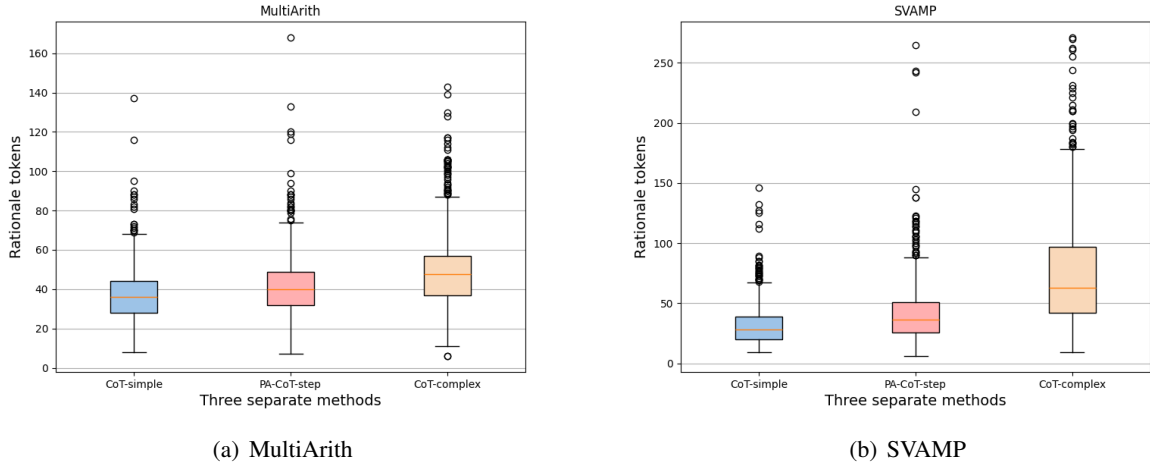 MultiArith
160
140
120
100
80
60
40
20
0
Rationale tokens
CoT-simple
PA-CoT-step
CoT-complex
Three separate methods
(a) MultiArith
SVAMP
250
200
150
100
50
0
Rationale tokens
CoT-simple
PA-CoT-step
CoT-complex
Three separate methods
(b) SVAMP